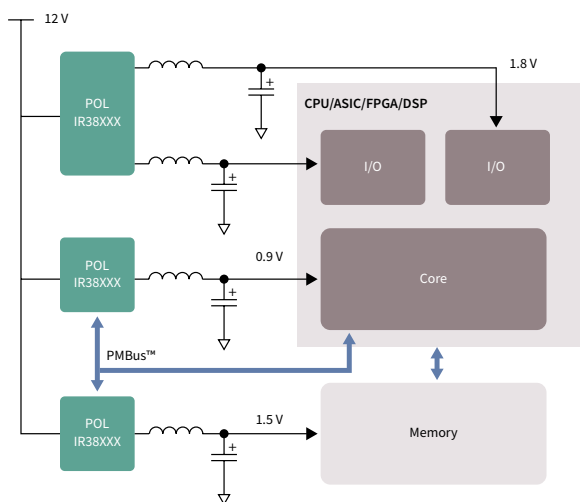 12 V
1.8 V
POL
IR38XXX
+
CPU/ASIC/FPGA/DSP
I/O
I/O
+
POL
IR38XXX
0.9 V
Core
+
PMBus™
POL
IR38XXX
1.5 V
Memory
+